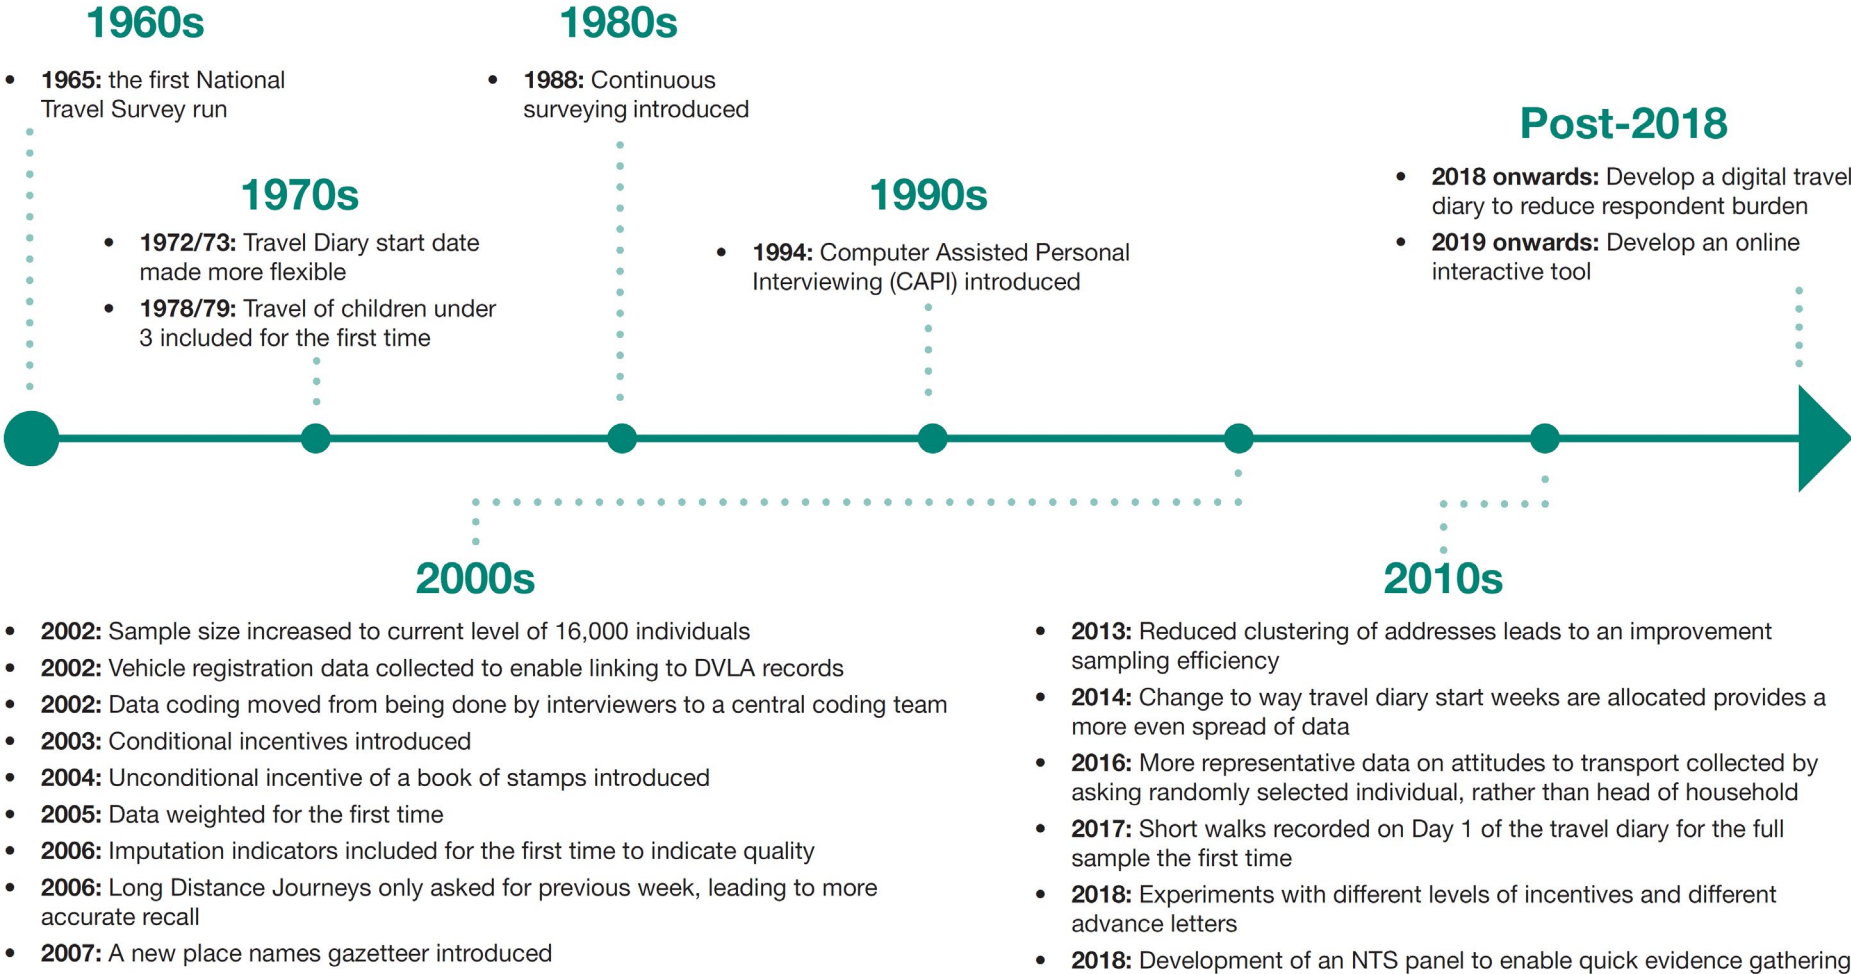 1960s
• 1965: the first National
Travel Survey run
1970s
• 1972/73: Travel Diary start date
made more flexible
• 1978/79: Travel of children under
3 included for the first time
1980s
• 1988: Continuous
surveying introduced
1990s
• 1994: Computer Assisted Personal
Interviewing (CAPI) introduced
Post-2018
• 2018 onwards: Develop a digital travel
diary to reduce respondent burden
• 2019 onwards: Develop an online
interactive tool
2000s
• 2002: Sample size increased to current level of 16,000 individuals
• 2002: Vehicle registration data collected to enable linking to DVLA records
• 2002: Data coding moved from being done by interviewers to a central coding team
• 2003: Conditional incentives introduced
• 2004: Unconditional incentive of a book of stamps introduced
• 2005: Data weighted for the first time
• 2006: Imputation indicators included for the first time to indicate quality
• 2006: Long Distance Journeys only asked for previous week, leading to more
accurate recall
• 2007: A new place names gazetteer introduced
2010s
• 2013: Reduced clustering of addresses leads to an improvement
sampling efficiency
• 2014: Change to way travel diary start weeks are allocated provides a
more even spread of data
• 2016: More representative data on attitudes to transport collected by
asking randomly selected individual, rather than head of household
• 2017: Short walks recorded on Day 1 of the travel diary for the full
sample the first time
• 2018: Experiments with different levels of incentives and different
advance letters
• 2018: Development of an NTS panel to enable quick evidence gathering